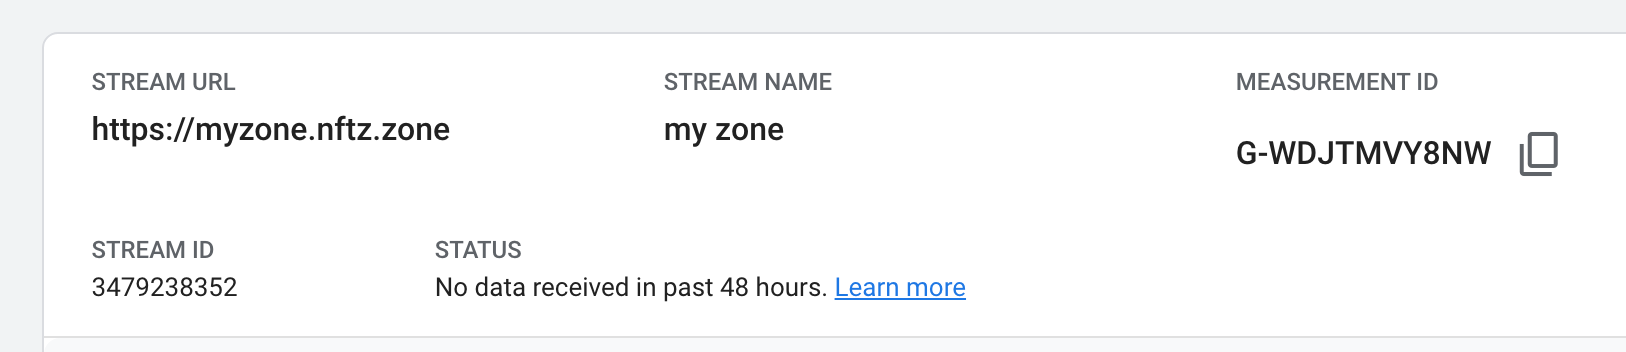 STREAM URL
https://myzone.nftz.zone
STREAM NAME
my zone
MEASUREMENT ID
G-WDJTMVY8NW
STREAM ID
3479238352
STATUS
No data received in past 48 hours. Learn more